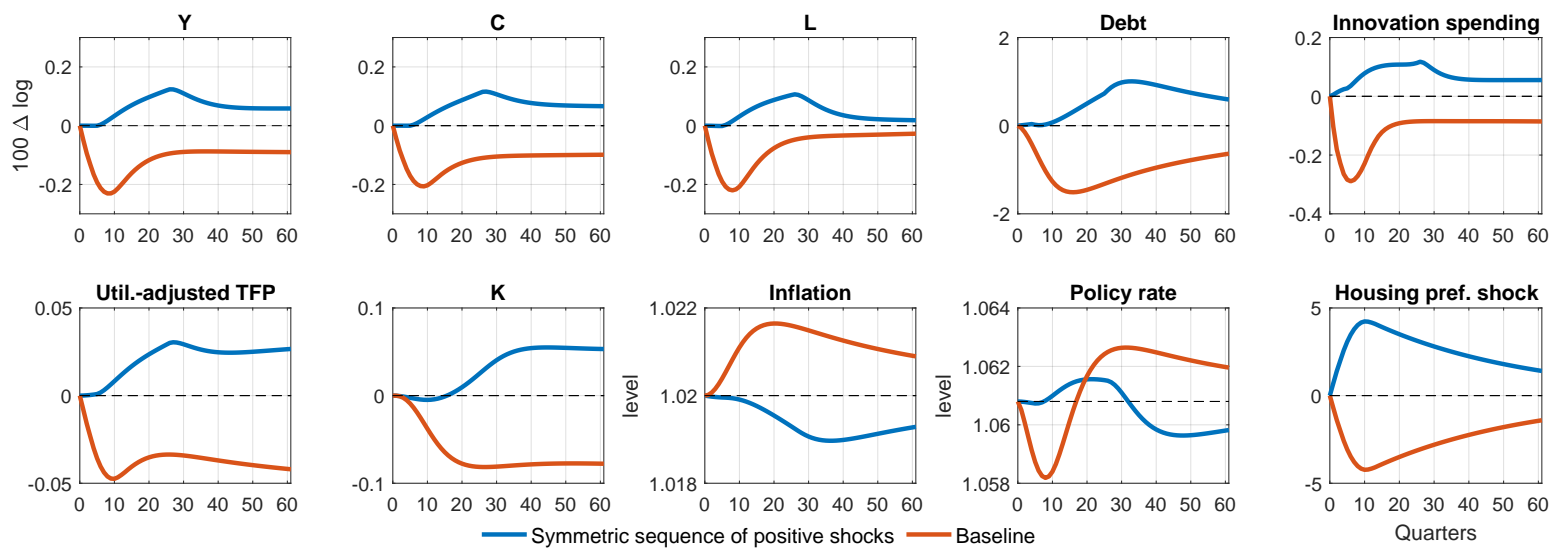 Y
C
L
Debt
Innovation spending
100 Δ log
0.2
0
-0.2
0 10 20 30 40 50 60
0.2
0
-0.2
0 10 20 30 40 50 60
0.2
0
-0.2
0 10 20 30 40 50 60
2
0
-2
0 10 20 30 40 50 60
0.2
0
-0.2
-0.4
0 10 20 30 40 50 60
Util.-adjusted TFP
K
Inflation
Policy rate
Housing pref. shock
0.05
0
-0.05
0 10 20 30 40 50 60
0.1
0
-0.1
0 10 20 30 40 50 60
level
1.022
1.02
1.018
0 10 20 30 40 50 60
level
1.064
1.062
1.06
1.058
0 10 20 30 40 50 60
5
0
-5
0 10 20 30 40 50 60
Quarters
Symmetric sequence of positive shocks
Baseline